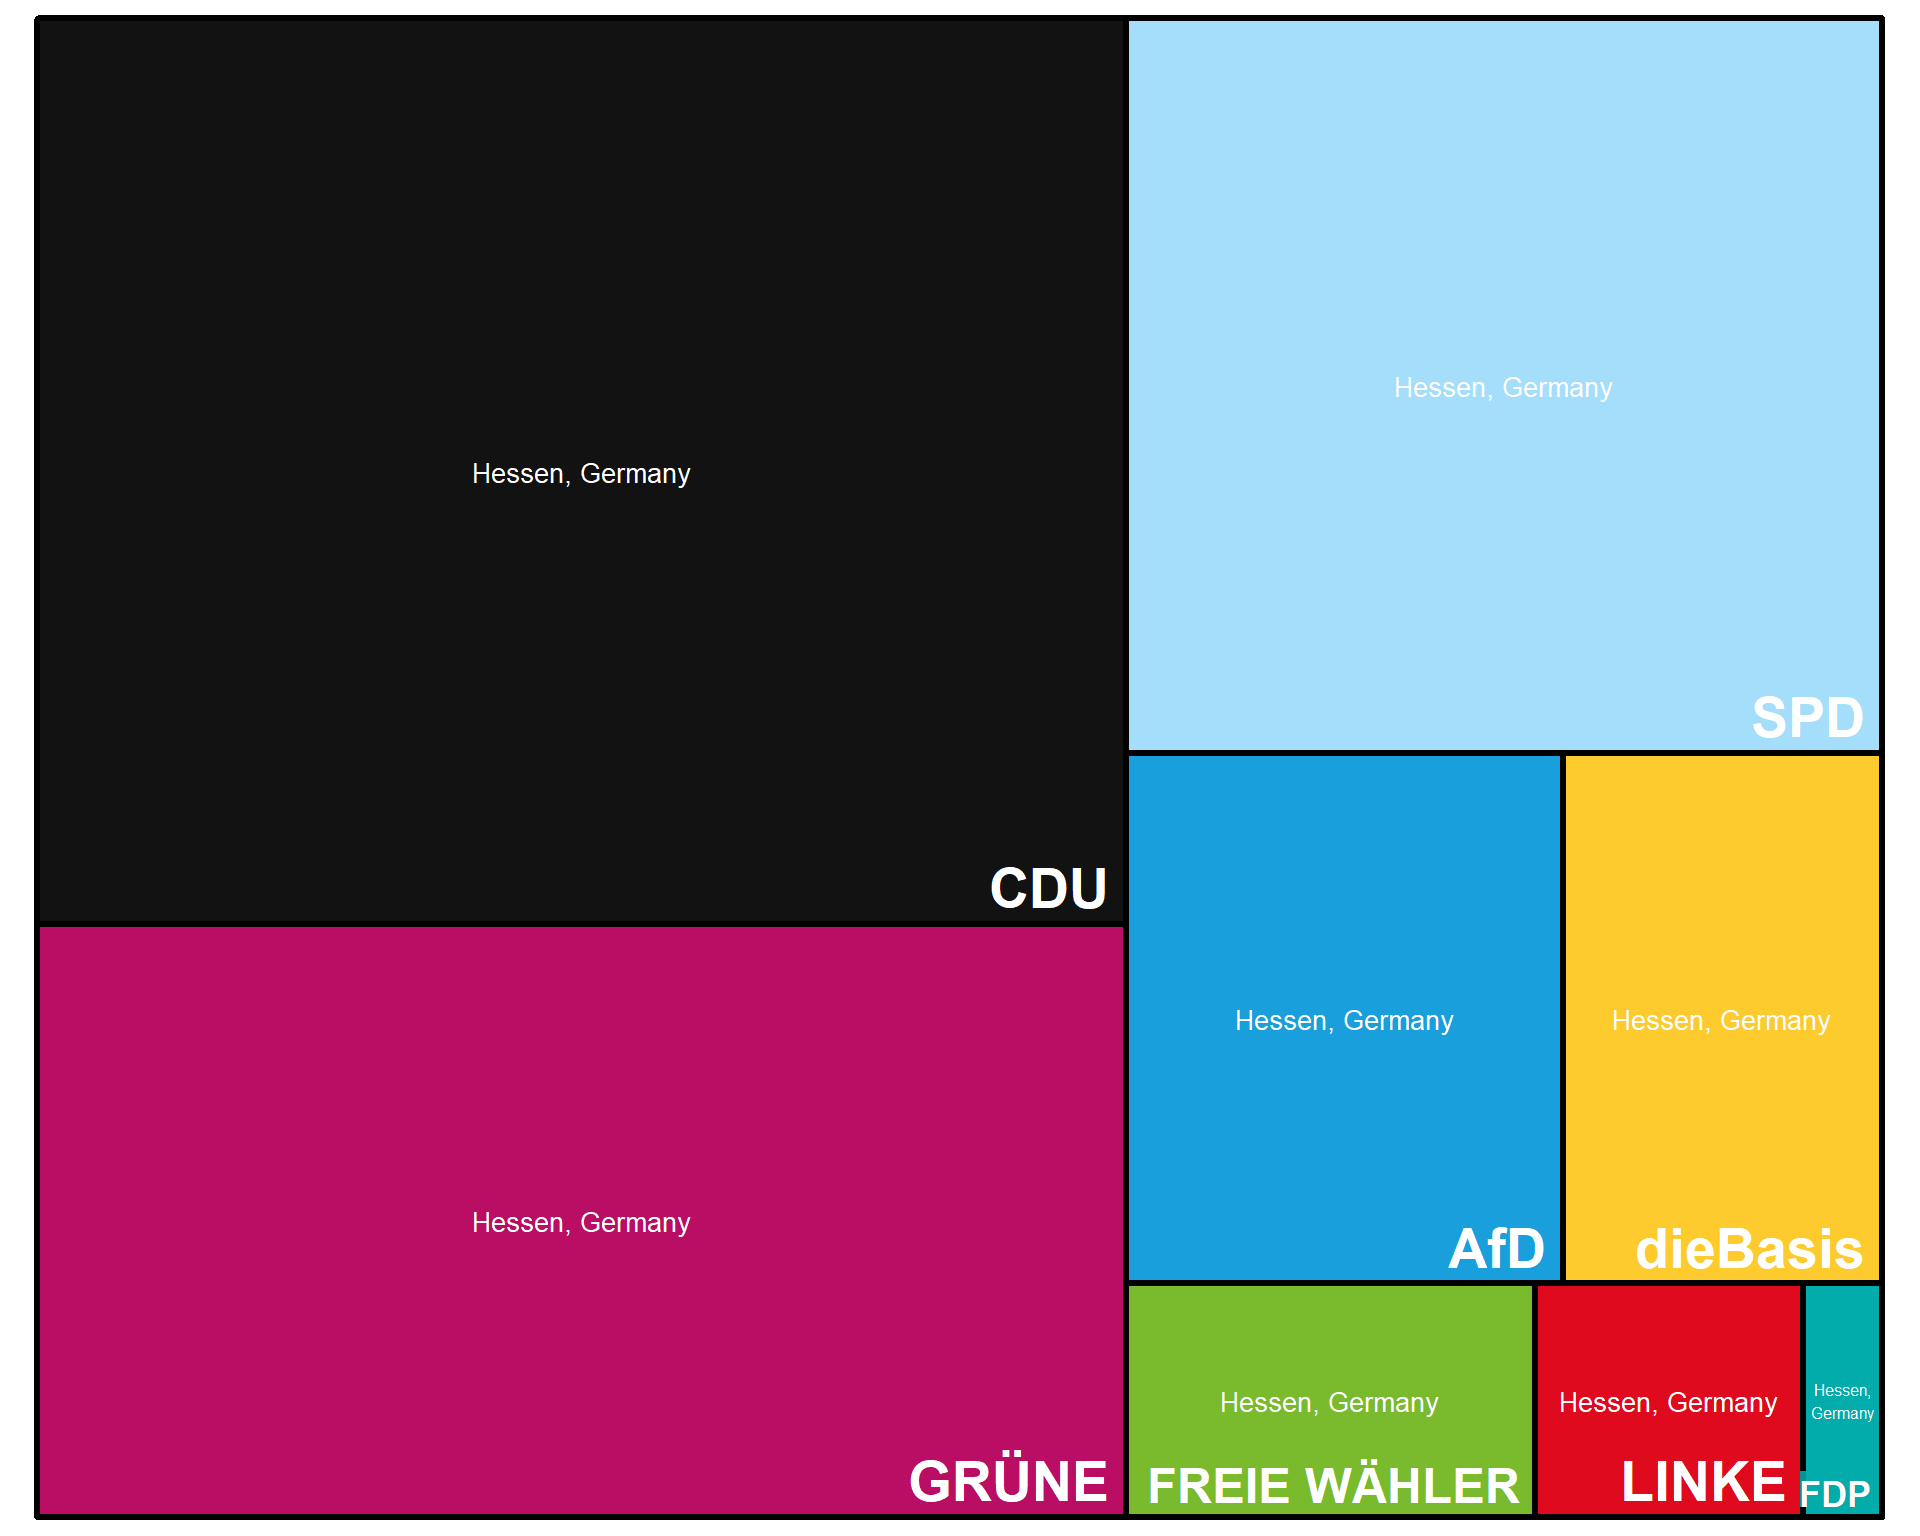 Hessen, Germany
CDU
Hessen, Germany
GRÜNE
Hessen, Germany
SPD
Hessen, Germany
AfD
Hessen, Germany
dieBasis
Hessen, Germany
FREIE WÄHLER
Hessen, Germany
LINKE
Hessen,
Germany
FDP